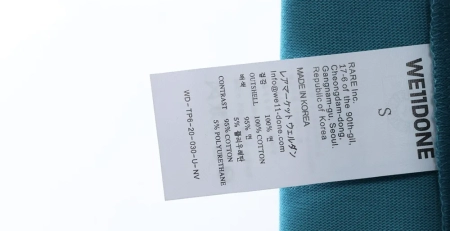 WE11DONE
S
RARE Inc.
17-6 of the 90th-gil,
Cheongdam-dong,
Gangnam-gu, Seoul,
Republic of Korea
MADE IN KOREA
レアマーケット ウェルダン
Info@we11-done.com
겉감 100% 면
OUTSHELL 100% COTTON
배색 95% 면
5% 폴리우레탄
CONTRAST 95% COTTON
5% POLYURETHANE
WD-TP6-20-030-U-NV